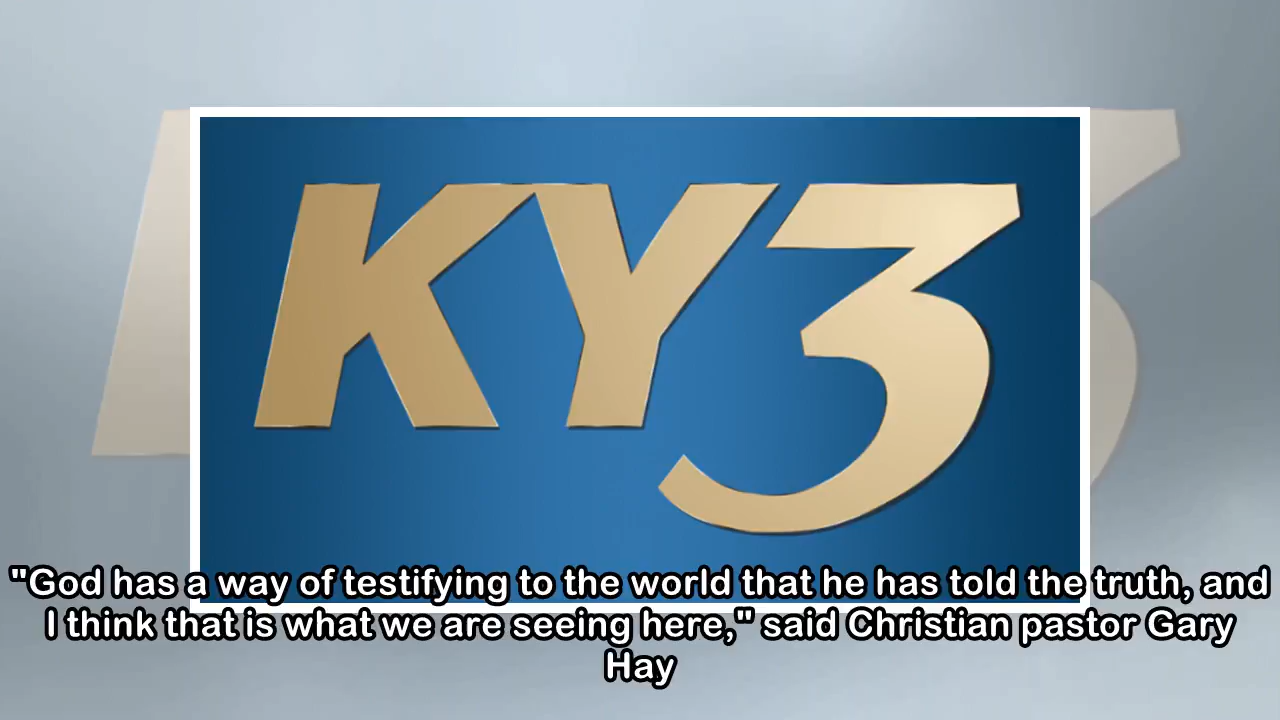 KY3
"God has a way of testifying to the world that he has told the truth, and
I think that is what we are seeing here," said Christian pastor Gary
Hay